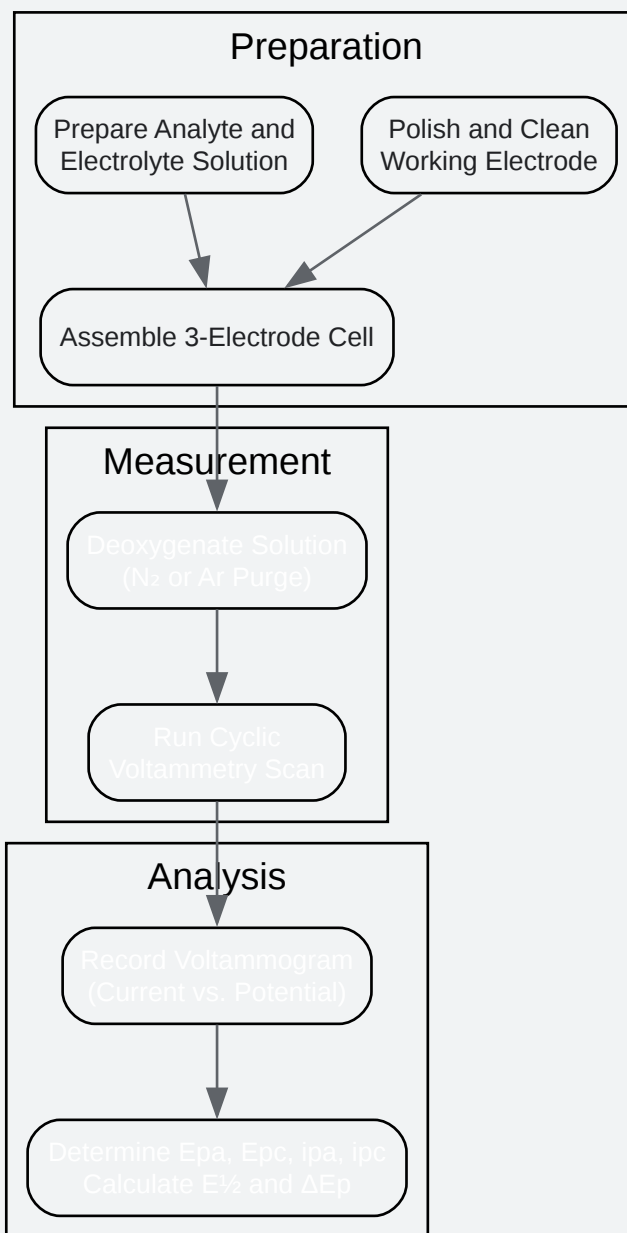 Preparation
Prepare Analyte and
Electrolyte Solution
Polish and Clean
Working Electrode
Assemble 3-Electrode Cell
Measurement
Deoxygenate Solution
(N₂ or Ar Purge)
Run Cyclic
Voltammetry Scan
Analysis
Record Voltammogram
(Current vs. Potential)
Determine Epa, Epc, ipa, ipc
Calculate E½ and ΔEp